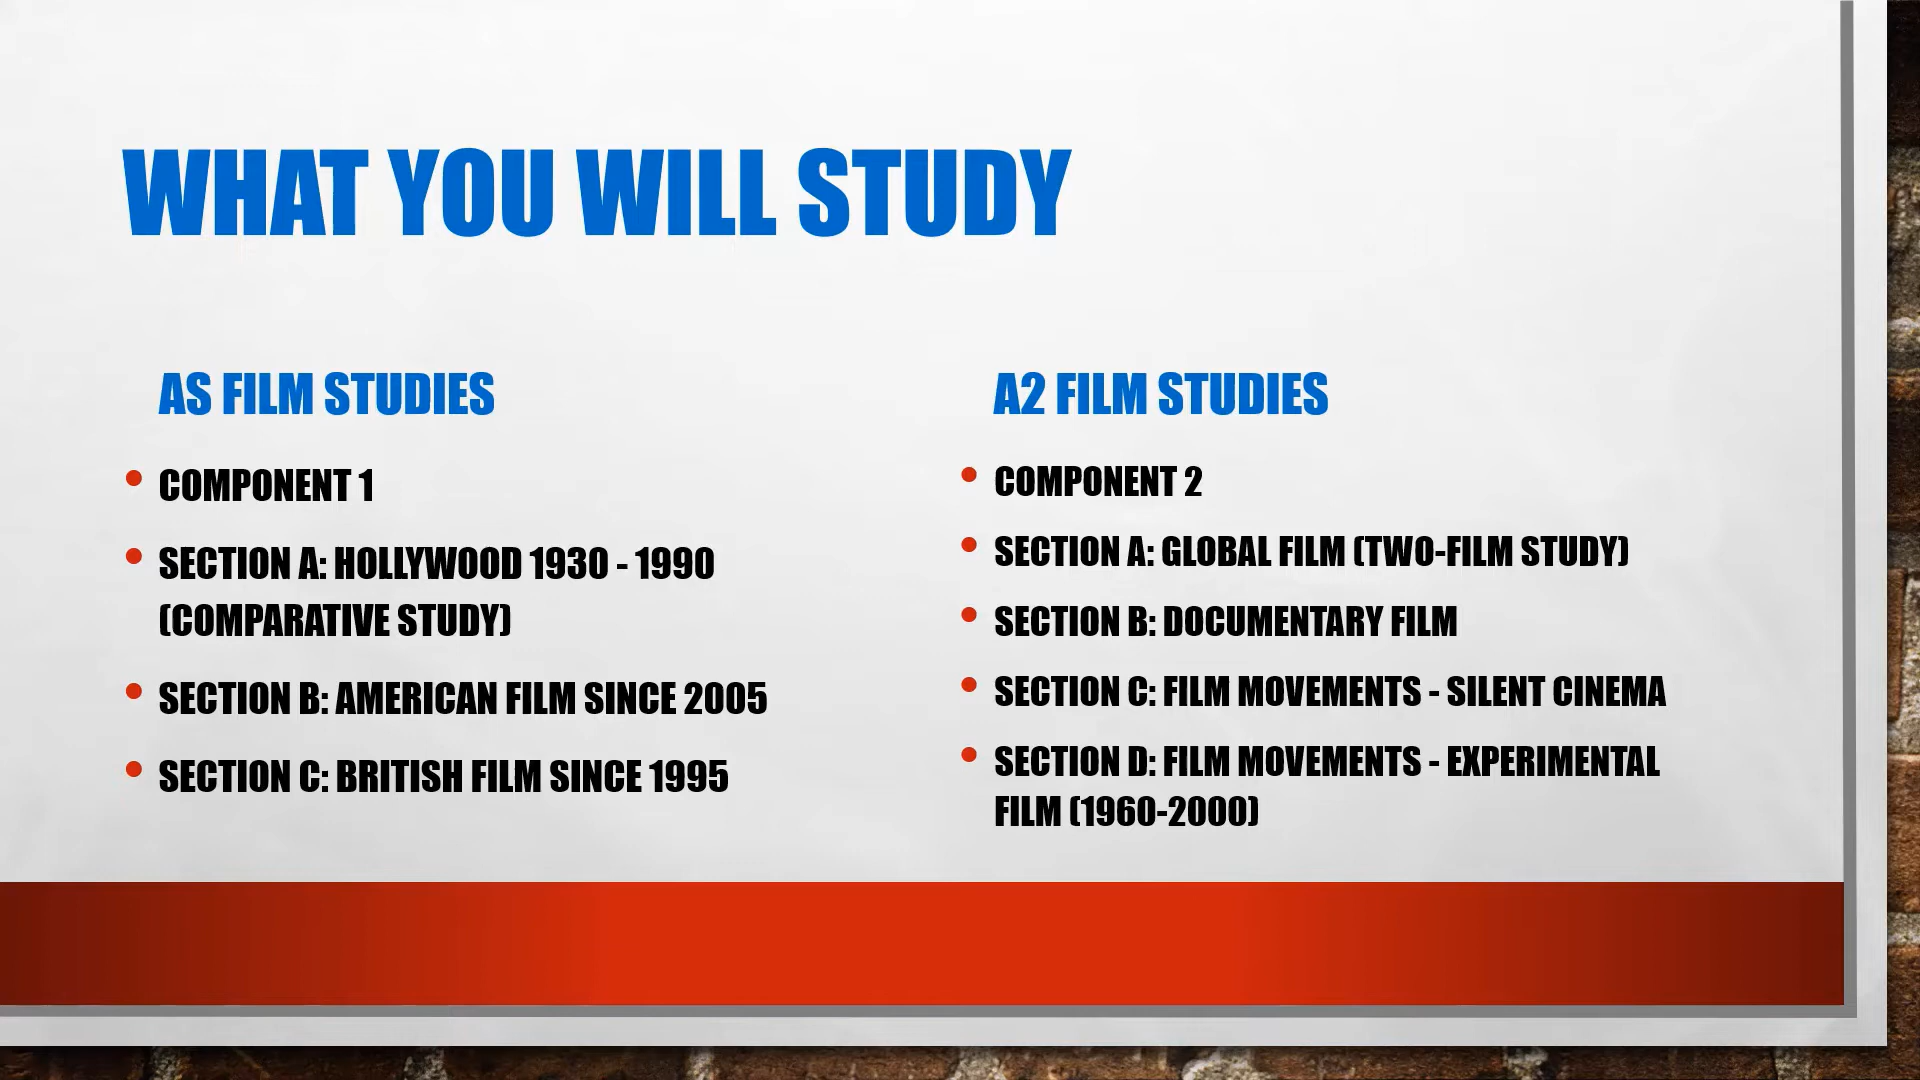 WHAT YOU WILL STUDY
AS FILM STUDIES
• COMPONENT 1
• SECTION A: HOLLYWOOD 1930 - 1990
(COMPARATIVE STUDY)
• SECTION B: AMERICAN FILM SINCE 2005
• SECTION C: BRITISH FILM SINCE 1995
A2 FILM STUDIES
• COMPONENT 2
• SECTION A: GLOBAL FILM (TWO-FILM STUDY)
• SECTION B: DOCUMENTARY FILM
• SECTION C: FILM MOVEMENTS - SILENT CINEMA
• SECTION D: FILM MOVEMENTS - EXPERIMENTAL
FILM (1960-2000)